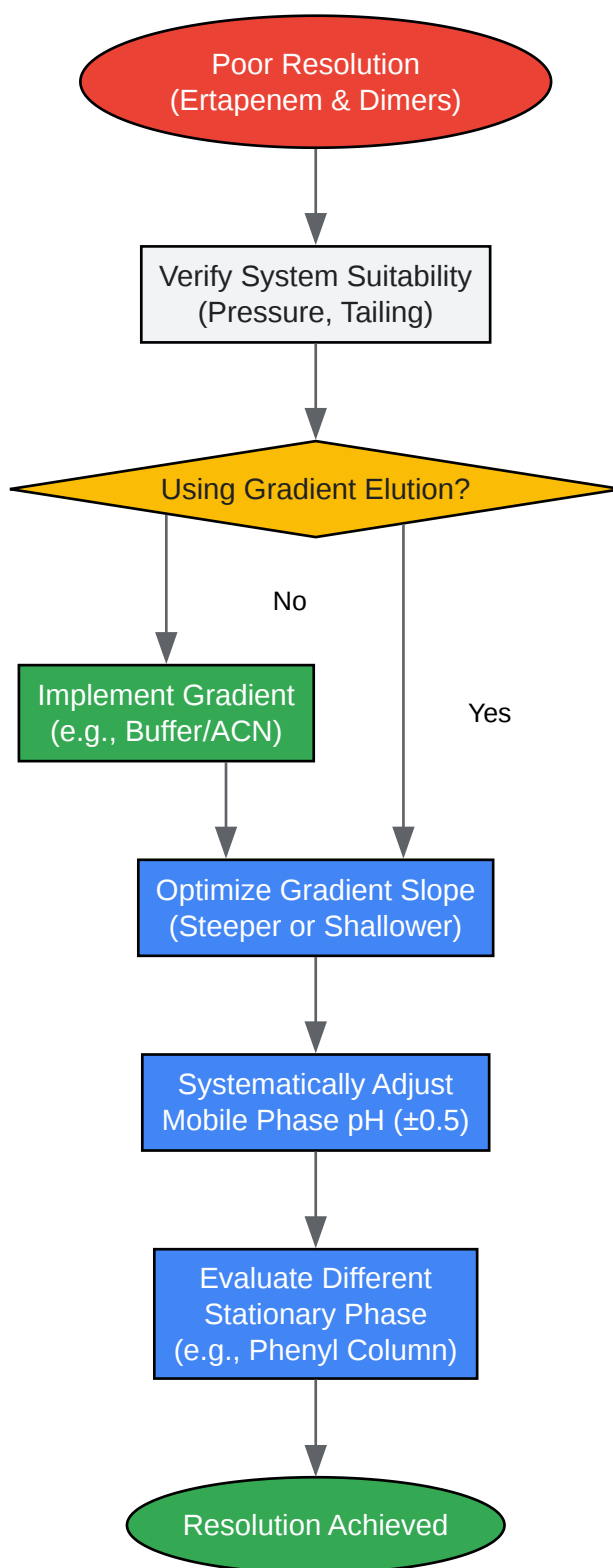 Poor Resolution
(Ertapenem & Dimers)
Verify System Suitability
(Pressure, Tailing)
Using Gradient Elution?
No
Implement Gradient
(e.g., Buffer/ACN)
Yes
Optimize Gradient Slope
(Steeper or Shallower)
Systematically Adjust
Mobile Phase pH (±0.5)
Evaluate Different
Stationary Phase
(e.g., Phenyl Column)
Resolution Achieved